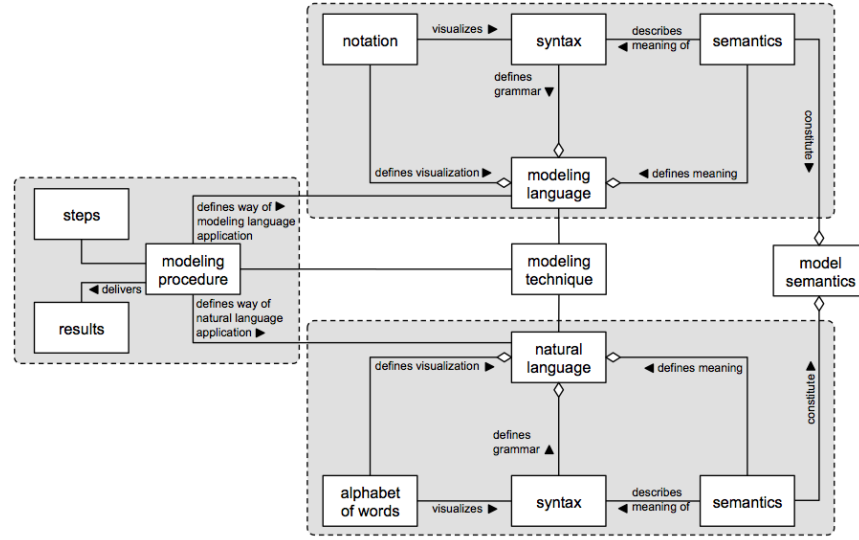 notation
visualizes ►
syntax
describes
◄ meaning of
semantics
defines
grammar ▼
constitute ►
defines visualization ►
modeling
language
◄ defines meaning
steps
defines way of ►
modeling language
application
modeling
procedure
modeling
technique
model
semantics
◄ delivers
results
defines way of
natural language
application ►
natural
language
defines visualization ►
◄ defines meaning
constitute ►
defines
grammar ▲
alphabet
of words
visualizes ►
syntax
describes
◄ meaning of
semantics